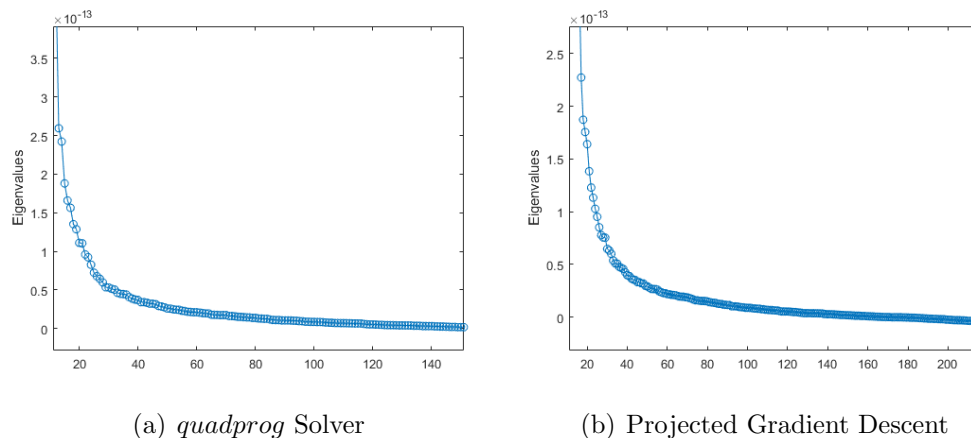 ×10-13
3.5
3
2.5
2
1.5
1
0.5
0
Eigenvalues
20 40 60 80 100 120 140
(a) quadprog Solver
×10-13
2.5
2
1.5
1
0.5
0
Eigenvalues
20 40 60 80 100 120 140 160 180 200
(b) Projected Gradient Descent